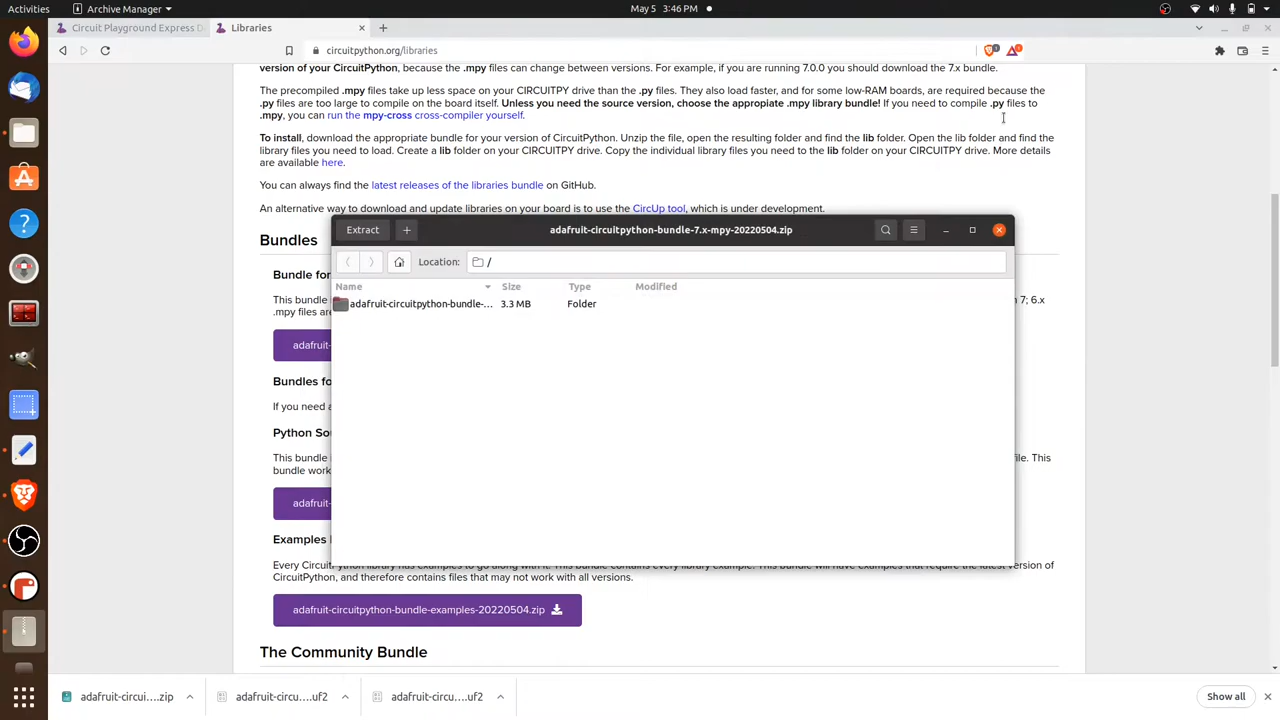 Activities
Archive Manager
May 5 3:46 PM
Circuit Playground Express D
Libraries
circuitpython.org/libraries
version of your CircuitPython, because the .mpy files can change between versions. For example, if you are running 7.0.0 you should download the 7.x bundle.
The precompiled .mpy files take up less space on your CIRCUITPY drive than the .py files. They also load faster, and for some low-RAM boards, are required because the
.py files are too large to compile on the board itself. Unless you need the source version, choose the appropiate .mpy library bundle! If you need to compile .py files to
.mpy, you can run the mpy-cross cross-compiler yourself.
To install, download the appropriate bundle for your version of CircuitPython. Unzip the file, open the resulting folder and find the lib folder. Open the lib folder and find the
library files you need to load. Create a lib folder on your CIRCUITPY drive. Copy the individual library files you need to the lib folder on your CIRCUITPY drive. More details
are available here.
You can always find the latest releases of the libraries bundle on GitHub.
An alternative way to download and update libraries on your board is to use the CircUp tool, which is under development.
Extract
adafruit-circuitpython-bundle-7.x-mpy-20220504.zip
Bundles
Location: /
Bundle for
Name Size Type Modified
This bundle
n 7; 6.x
adafruit-circuitpython-bundle-... 3.3 MB Folder
.mpy files are
adafruit-
Bundles fo
If you need a
Python So
This bundle
file. This
bundle work
adafruit-
Examples
Every CircuitPython library has examples to go along with it. This bundle contains every library example. This bundle will have examples that require the latest version of
CircuitPython, and therefore contains files that may not work with all versions.
adafruit-circuitpython-bundle-examples-20220504.zip
The Community Bundle
adafruit-circui....zip
adafruit-circu....uf2
adafruit-circu....uf2
Show all